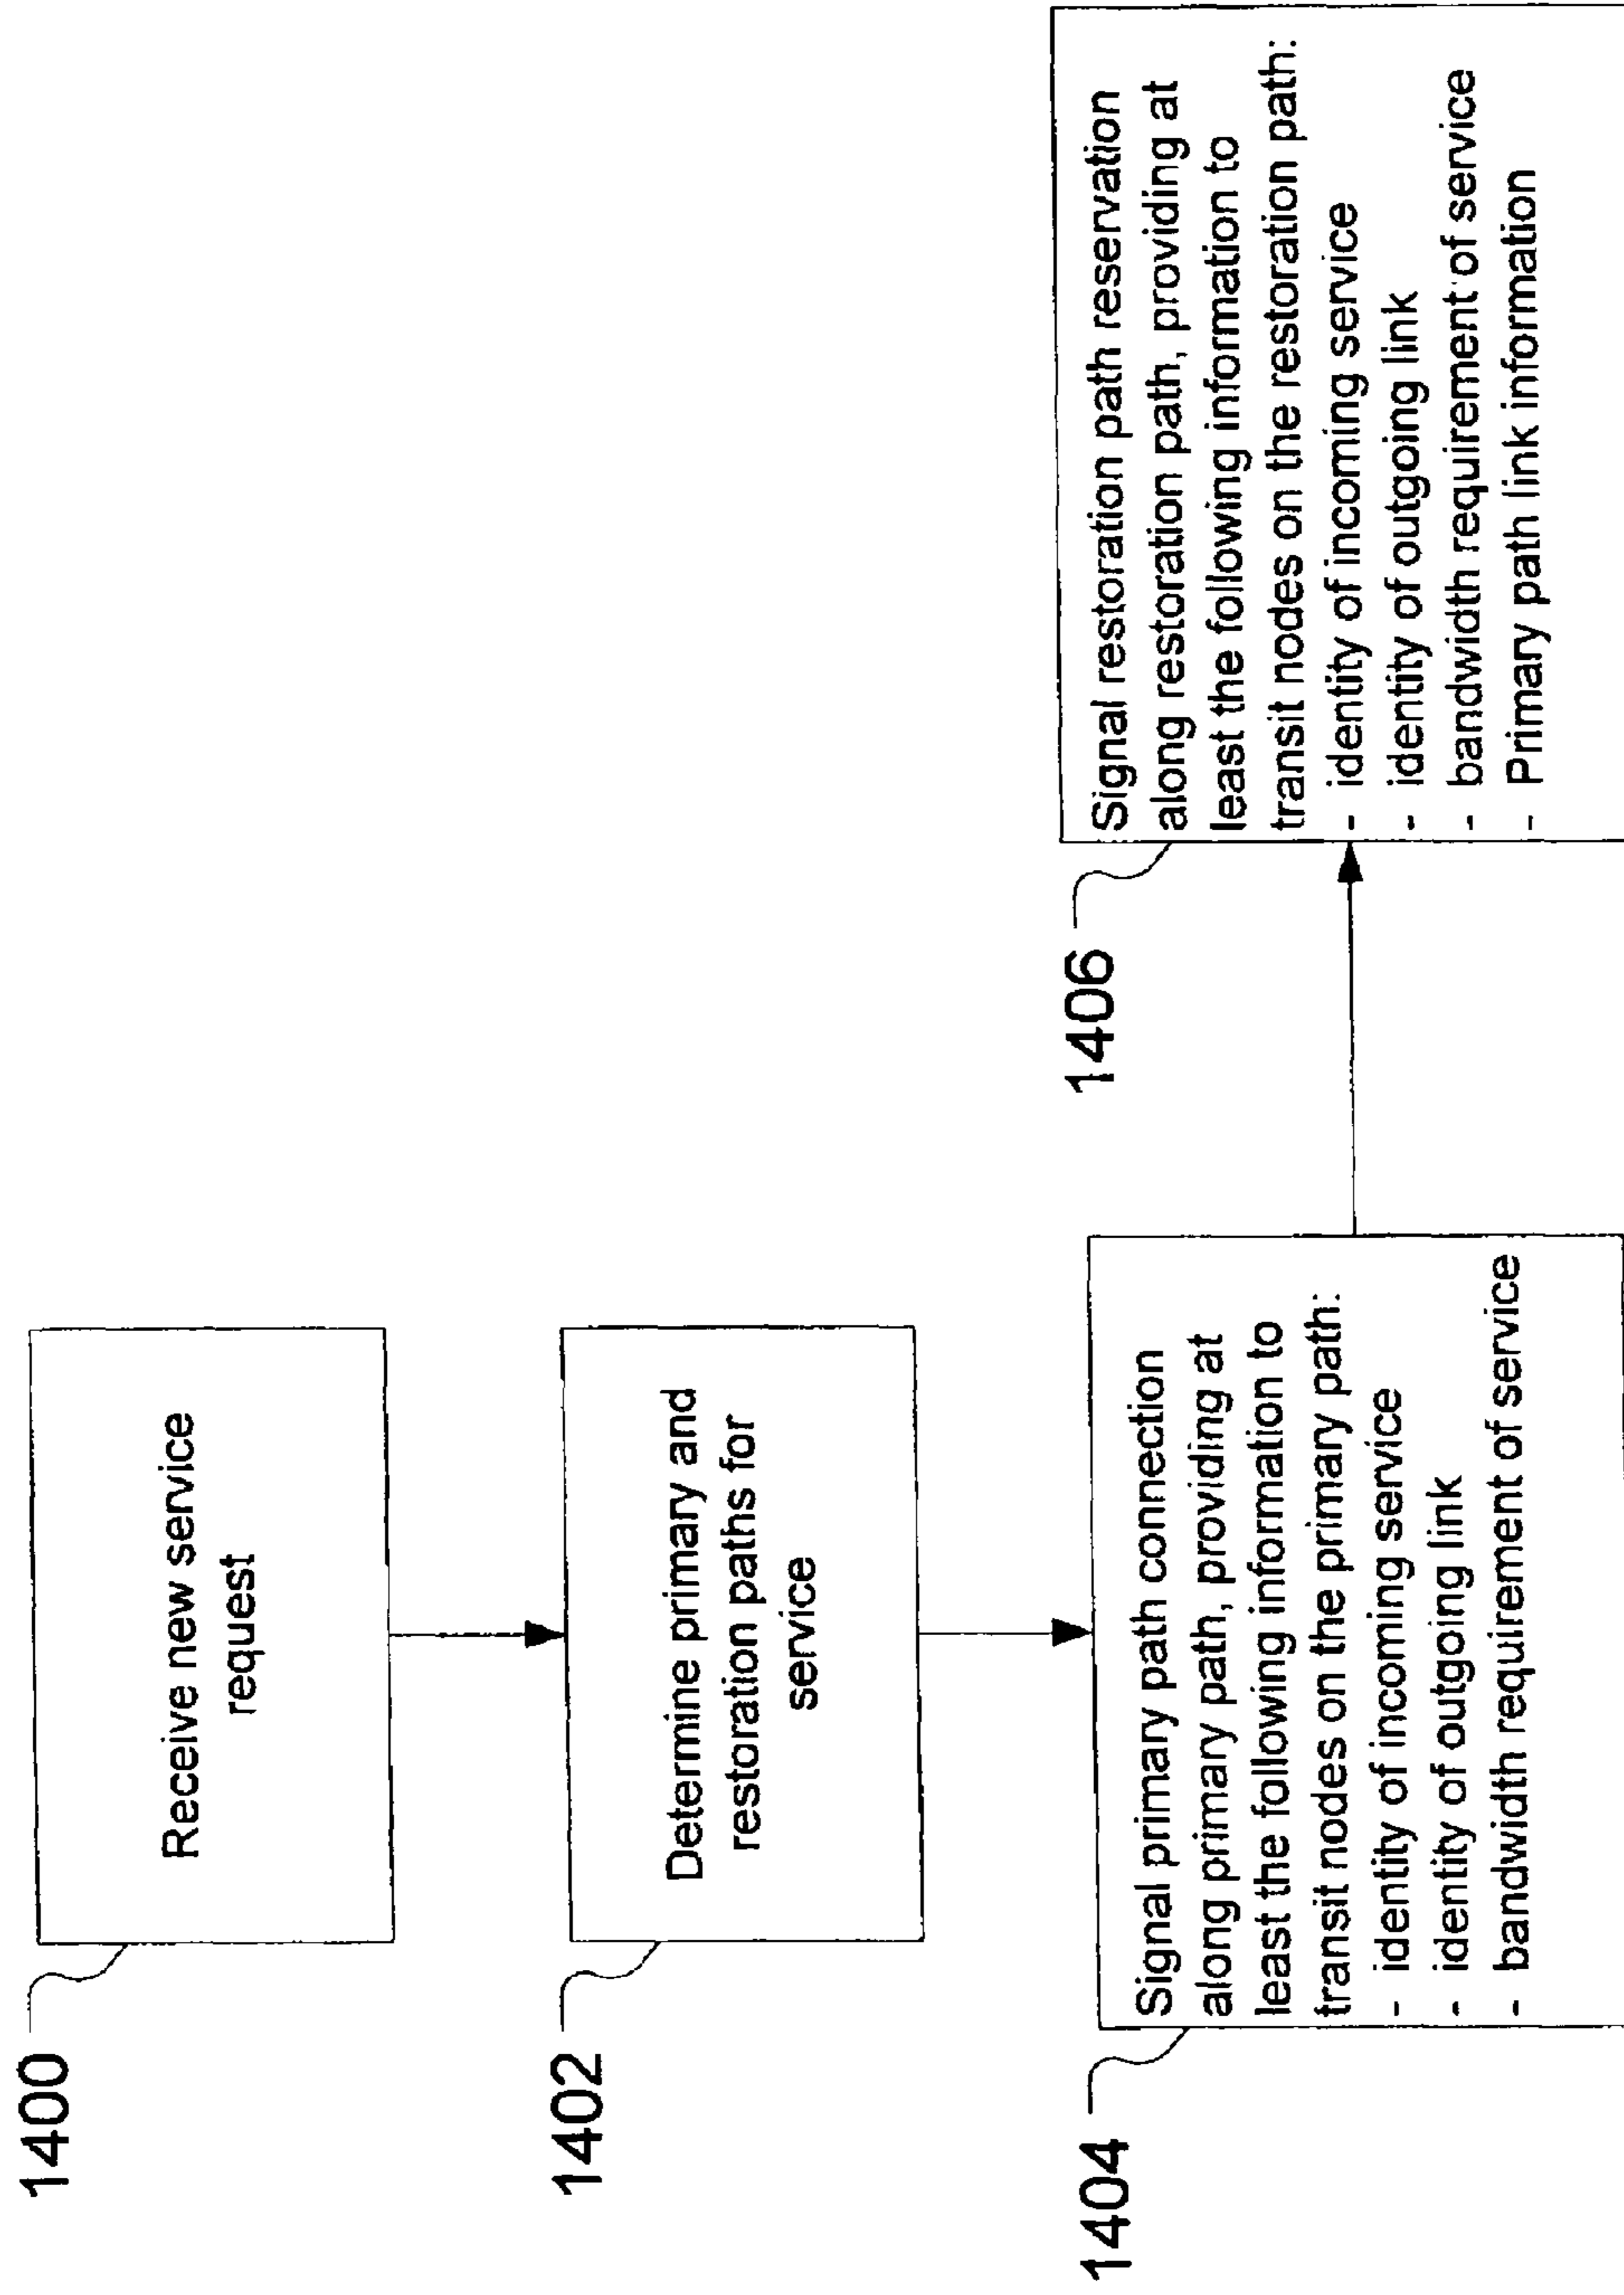 1400
Receive new service
request
1402
Determine primary and
restoration paths for
service
1404
Signal primary path connection
along primary path, providing at
least the following information to
transit nodes on the primary path:
- identity of incoming service
- identity of outgoing link
- bandwidth requirement of service
1406
Signal restoration path reservation
along restoration path, providing at
least the following information to
transit nodes on the restoration path:
- identity of incoming service
- identity of outgoing link
- bandwidth requirement of service
- Primary path link information